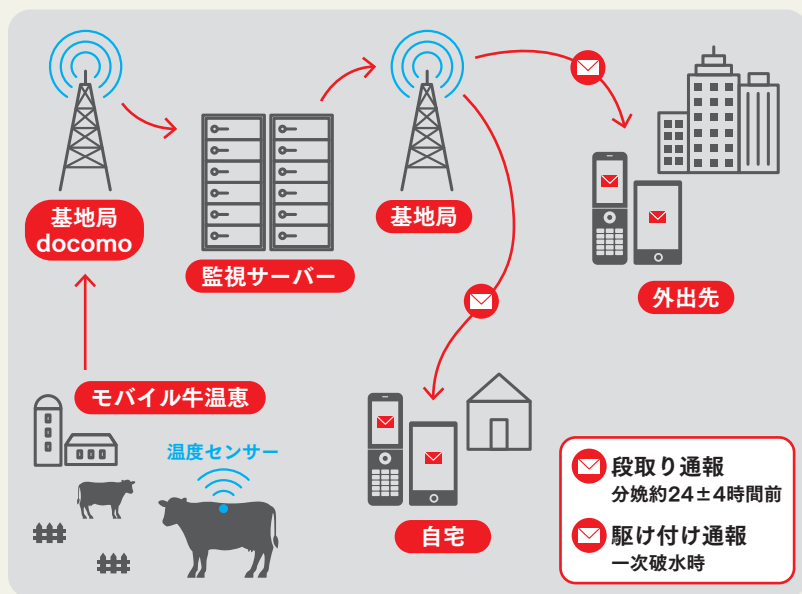 基地局
docomo
監視サーバー
基地局
外出先
モバイル牛温恵
温度センサー
自宅
段取り通報
分娩約24±4時間前
駆け付け通報
一次破水時